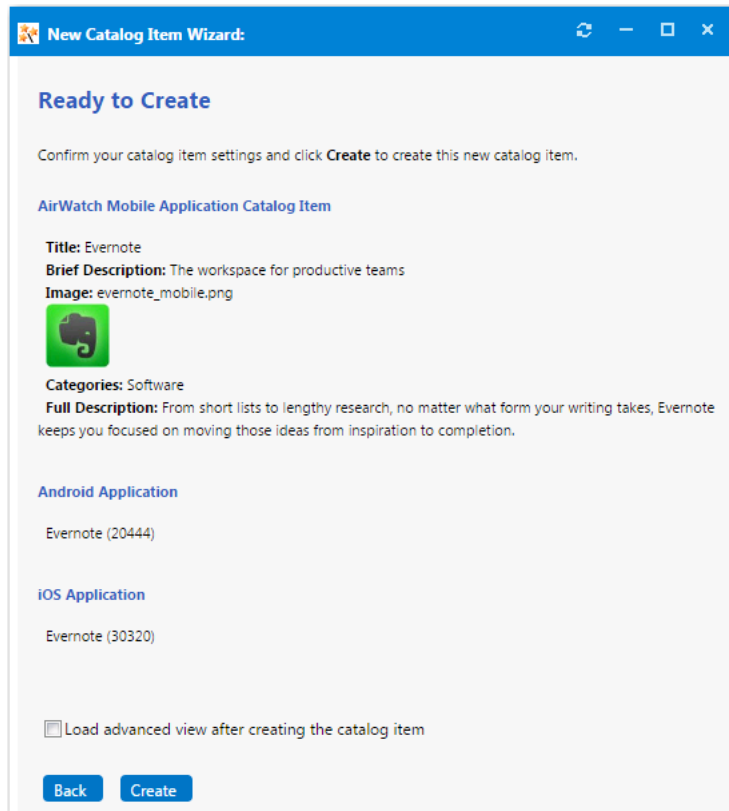 New Catalog Item Wizard:
Ready to Create
Confirm your catalog item settings and click Create to create this new catalog item.
AirWatch Mobile Application Catalog Item
Title: Evernote
Brief Description: The workspace for productive teams
Image: evernote_mobile.png
Categories: Software
Full Description: From short lists to lengthy research, no matter what form your writing takes, Evernote
keeps you focused on moving those ideas from inspiration to completion.
Android Application
Evernote (20444)
iOS Application
Evernote (30320)
Load advanced view after creating the catalog item
Back Create